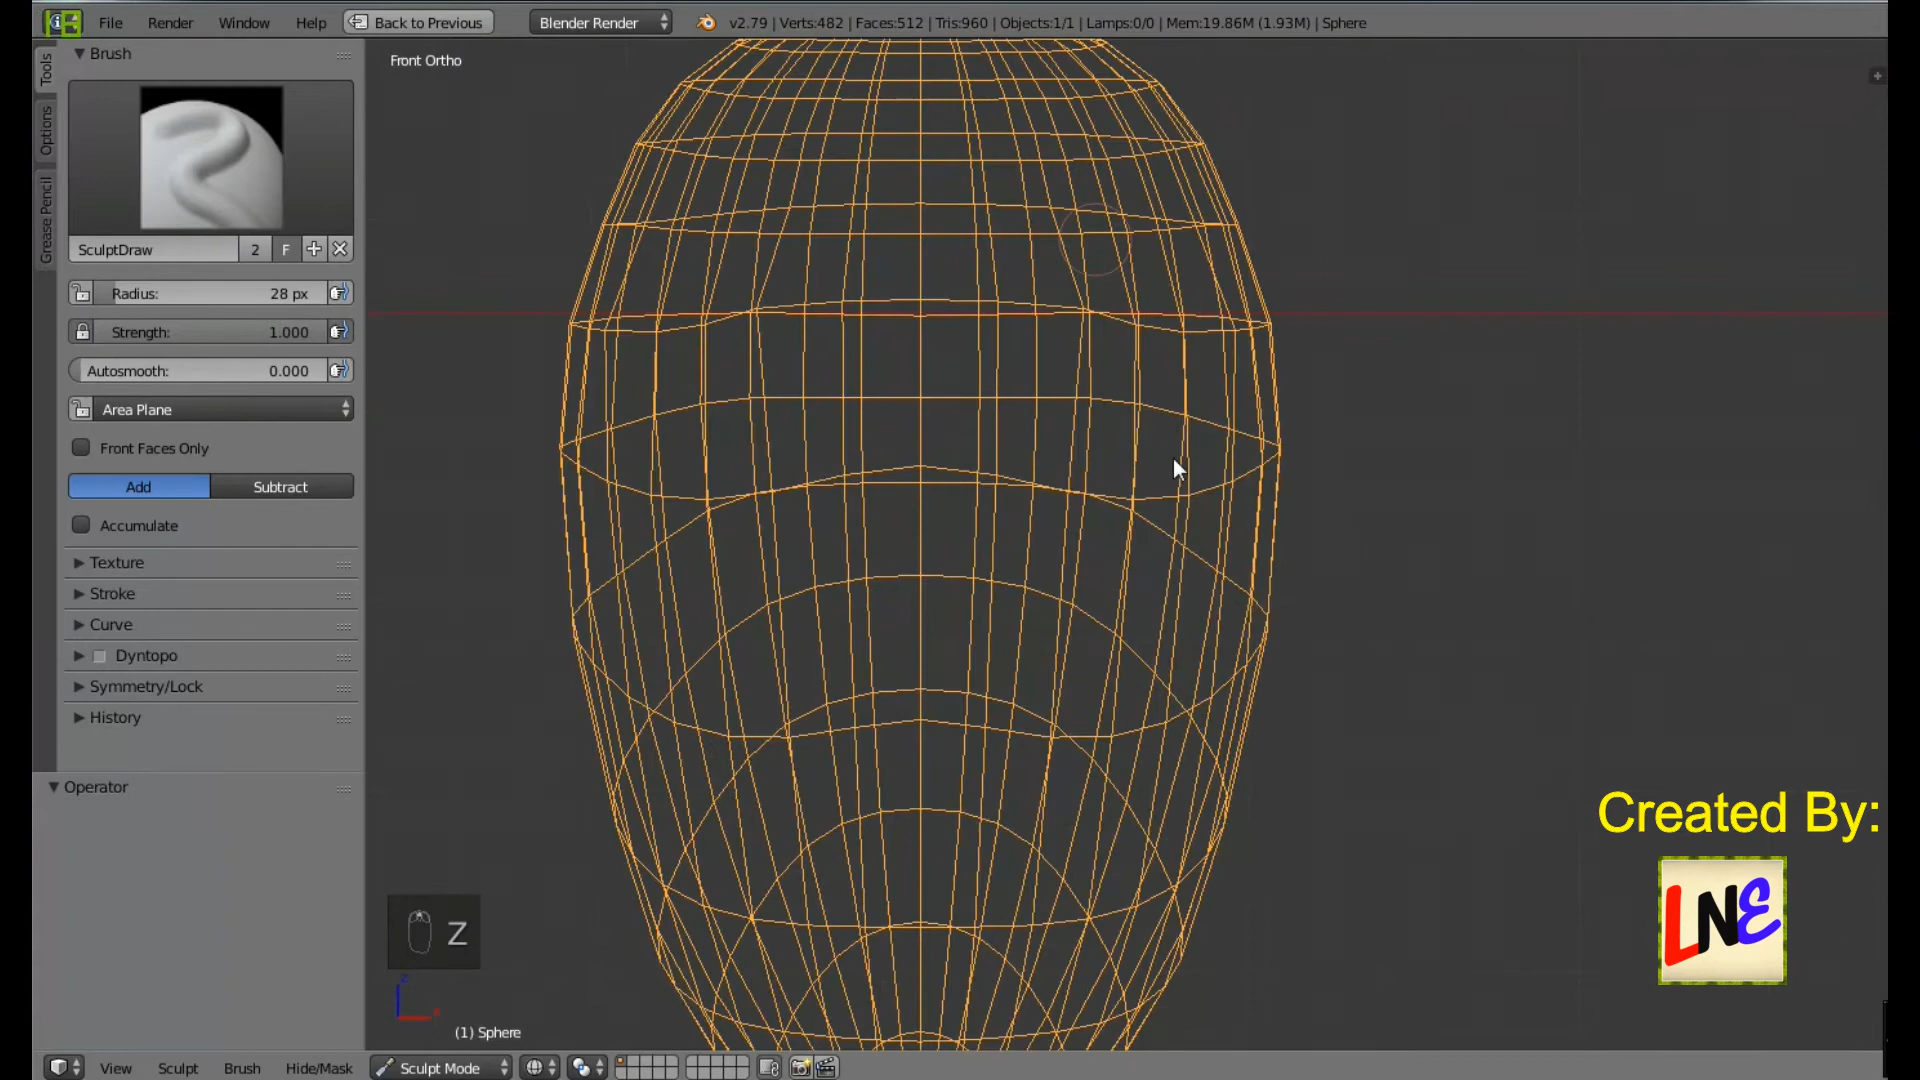 File Render Window Help Back to Previous Blender Render v2.79 | Verts:482 | Faces:512 | Tris:960 | Objects:1/1 | Lamps:0/0 | Mem:19.86M (1.93M) | Sphere
Tools
Options
Grease Pencil
Brush
SculptDraw 2 F
Radius: 28 px
Strength: 1.000
Autosmooth: 0.000
Area Plane
Front Faces Only
Add Subtract
Accumulate
Texture
Stroke
Curve
Dyntopo
Symmetry/Lock
History
Operator
Front Ortho
Z
(1) Sphere
Created By:
LNE
View Sculpt Brush Hide/Mask Sculpt Mode